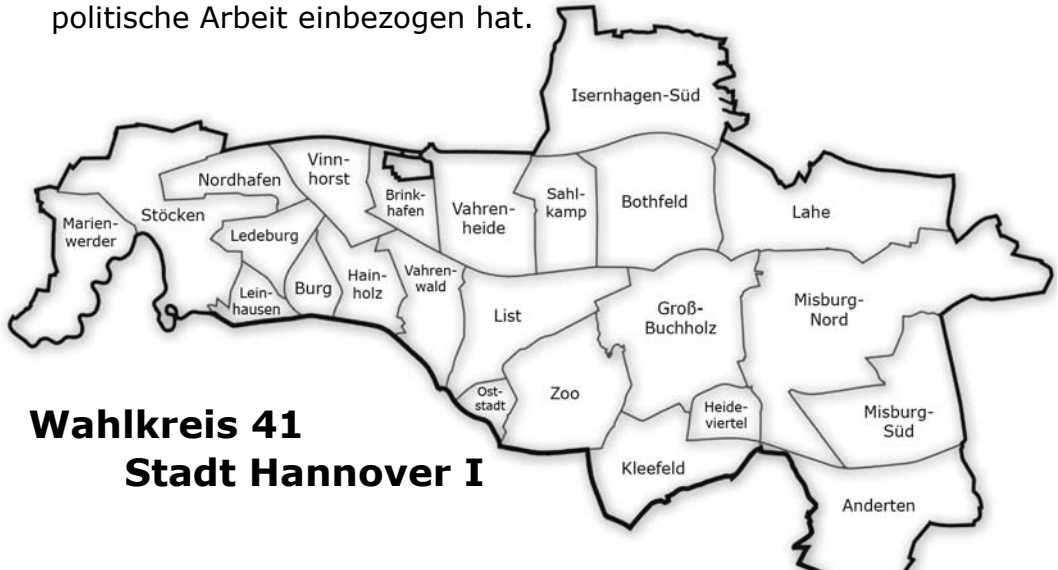 politische Arbeit einbezogen hat.
Isernhagen-Süd
Vinn-
horst
Nordhafen
Brink-
hafen
Sahl-
kamp
Bothfeld
Vahren-
heide
Lahe
Stöcken
Marien-
werder
Ledeburg
Vahren-
wald
Hain-
holz
Burg
Lein-
hausen
List
Groß-
Buchholz
Misburg-
Nord
Ost-
stadt
Zoo
Heide-
viertel
Misburg-
Süd
Wahlkreis 41
Stadt Hannover I
Kleefeld
Anderten